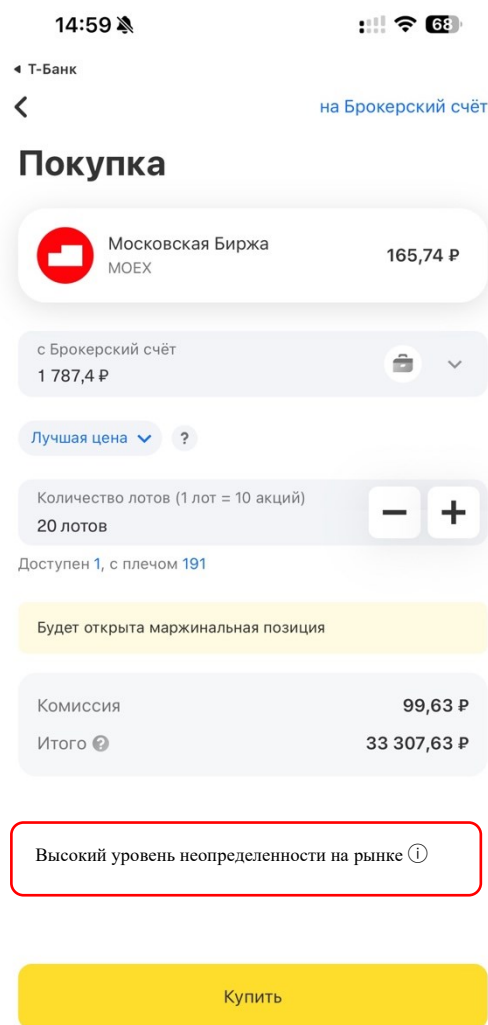 14:59
68
Т-Банк
на Брокерский счёт
Покупка
Московская Биржа
MOEX
165,74 ₽
с Брокерский счёт
1 787,4 ₽
Лучшая цена
?
Количество лотов (1 лот = 10 акций)
20 лотов
Доступен 1, с плечом 191
Будет открыта маржинальная позиция
Комиссия 99,63 ₽
Итого ? 33 307,63 ₽
Высокий уровень неопределенности на рынке ⓘ
Купить